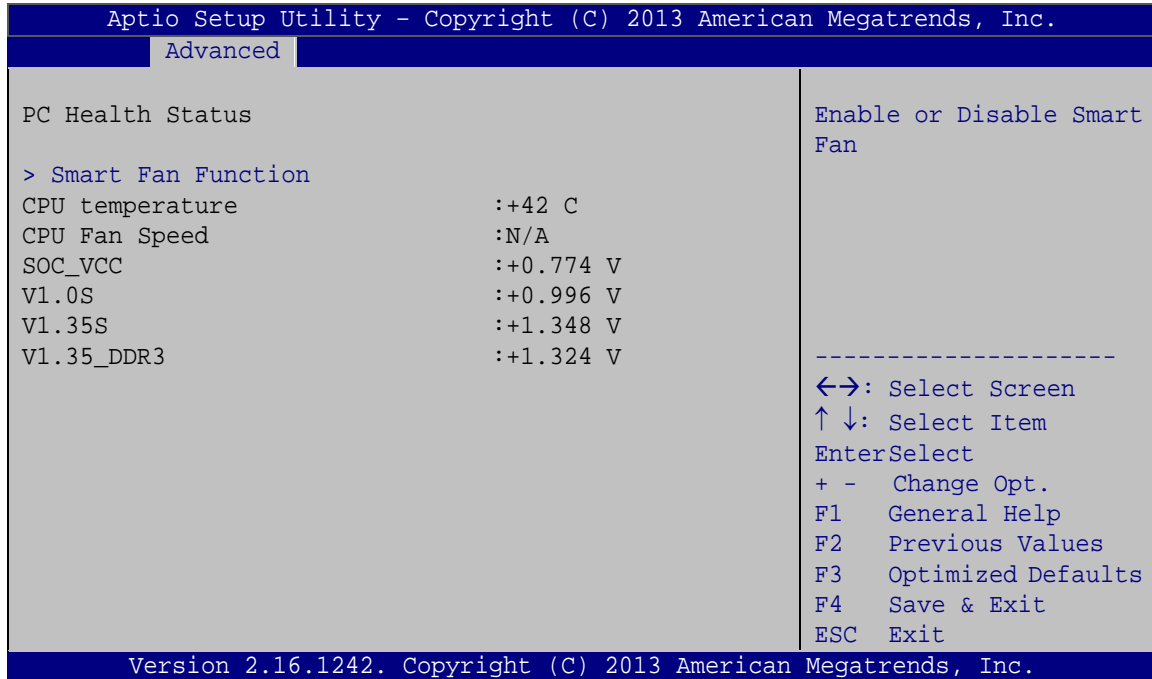 Aptio Setup Utility – Copyright (C) 2013 American Megatrends, Inc.
Advanced
PC Health Status
> Smart Fan Function
CPU temperature :+42 C
CPU Fan Speed :N/A
SOC_VCC :+0.774 V
V1.0S :+0.996 V
V1.35S :+1.348 V
V1.35_DDR3 :+1.324 V
Enable or Disable Smart
Fan
---------------------
←→: Select Screen
↑ ↓: Select Item
EnterSelect
+ - Change Opt.
F1 General Help
F2 Previous Values
F3 Optimized Defaults
F4 Save & Exit
ESC Exit
Version 2.16.1242. Copyright (C) 2013 American Megatrends, Inc.